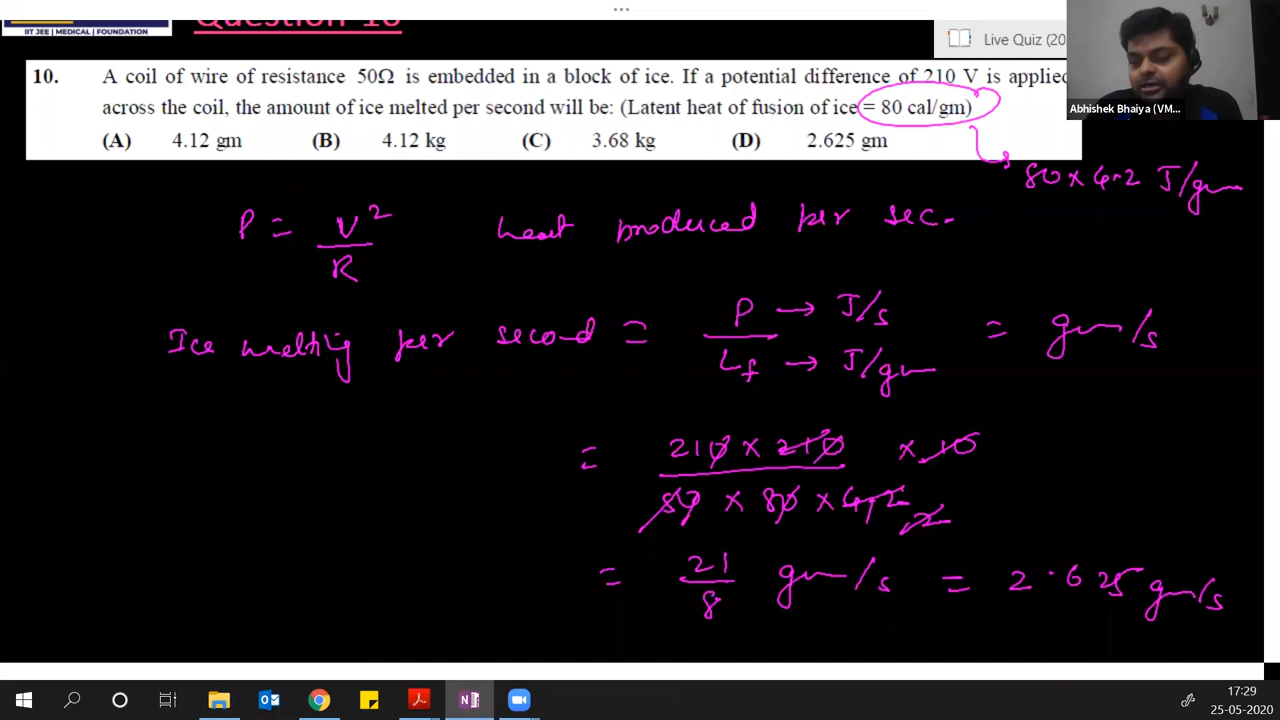 ...
IIT JEE | MEDICAL | FOUNDATION
Question 10
Live Quiz (20
Abhishek Bhaiya (VM...
10. A coil of wire of resistance 50Ω is embedded in a block of ice. If a potential difference of 210 V is applied
across the coil, the amount of ice melted per second will be: (Latent heat of fusion of ice = 80 cal/gm)
(A) 4.12 gm (B) 4.12 kg (C) 3.68 kg (D) 2.625 gm
80 × 4.2 J/gm
P = V²/R heat produced per sec.
Ice melting per second = P → J/s / Lf → J/gm = gm/s
= 210 × 210 × 10 / 50 × 80 × 4.2 2
= 21/8 gm/s = 2.625 gm/s
17:29
25-05-2020